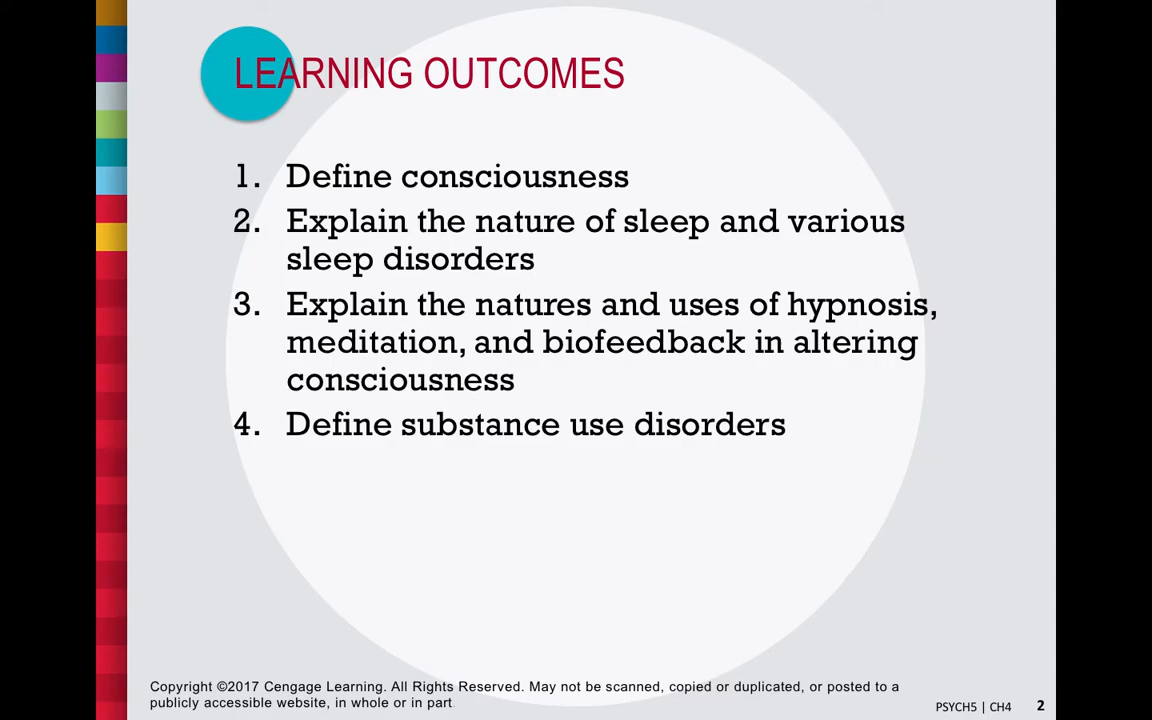 LEARNING OUTCOMES
1. Define consciousness
2. Explain the nature of sleep and various
sleep disorders
3. Explain the natures and uses of hypnosis,
meditation, and biofeedback in altering
consciousness
4. Define substance use disorders
Copyright ©2017 Cengage Learning. All Rights Reserved. May not be scanned, copied or duplicated, or posted to a
publicly accessible website, in whole or in part.
PSYCH5 | CH4 2